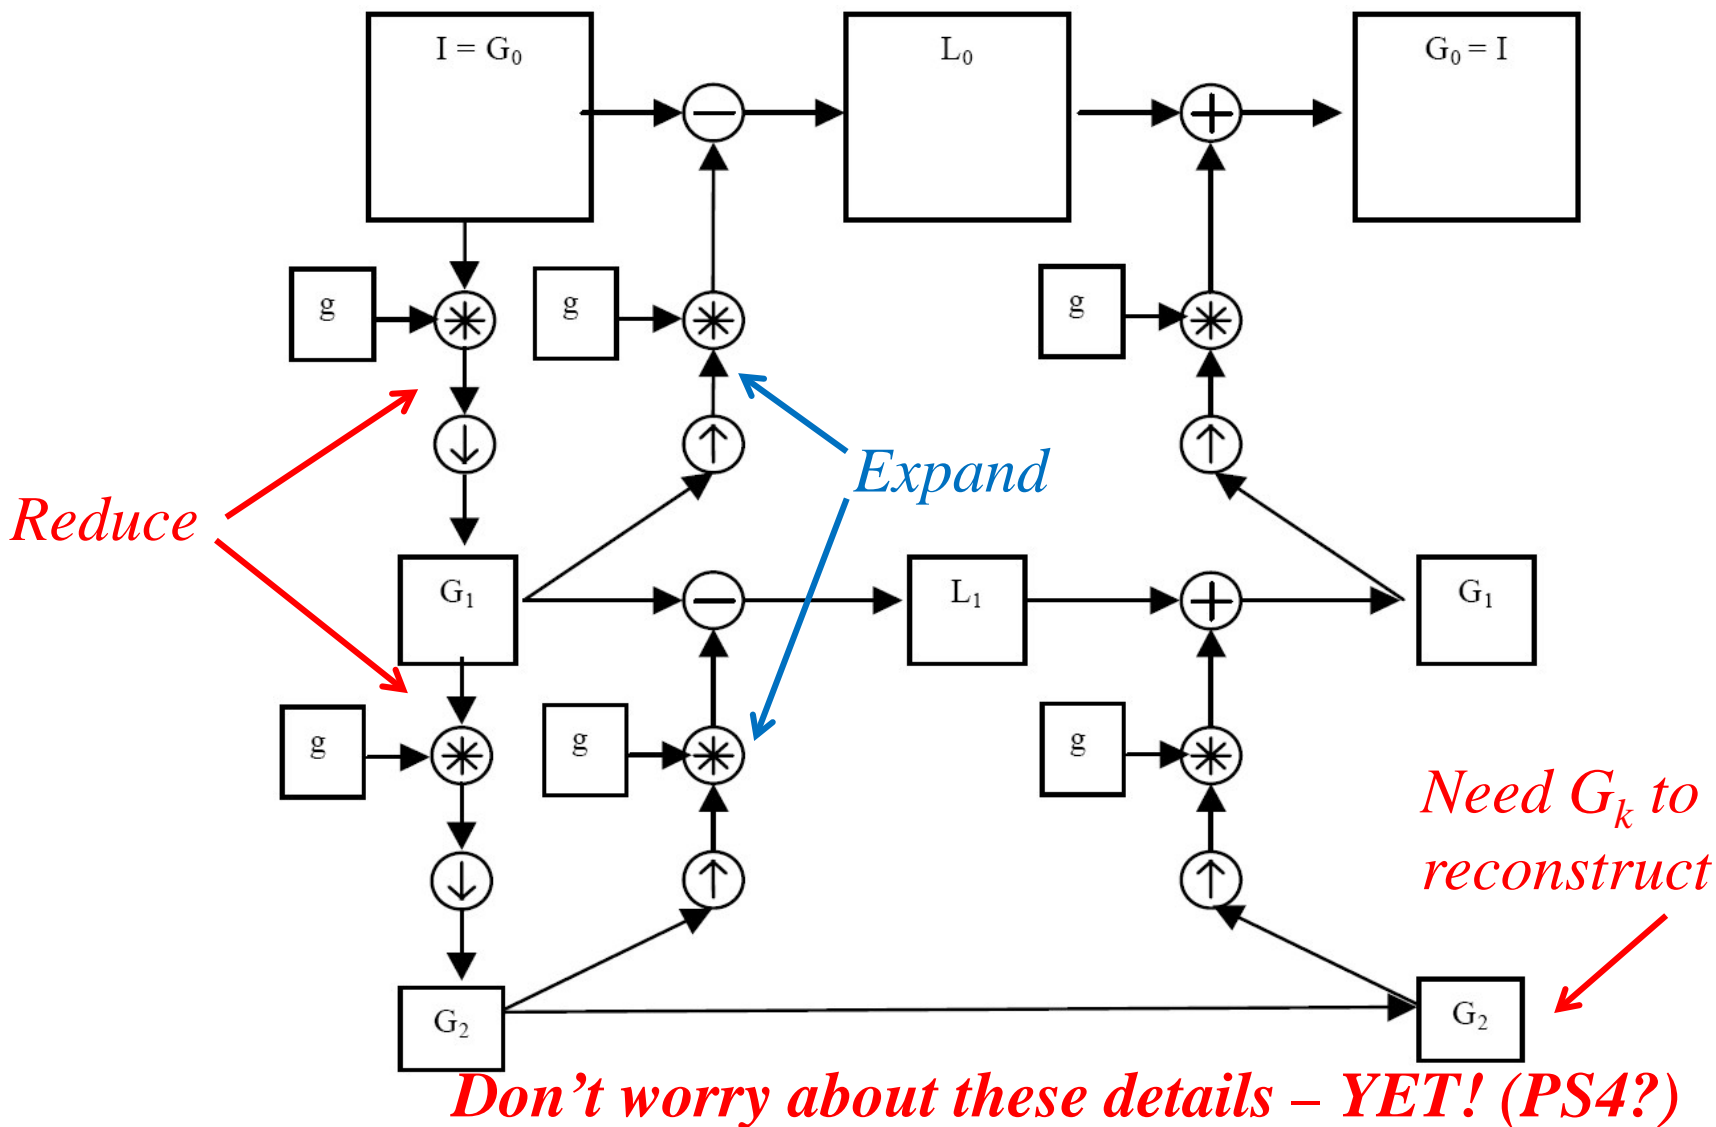 I = G₀
L₀
G₀ = I
g
g
g
Expand
Reduce
G₁
L₁
G₁
g
g
g
Need Gₖ to
reconstruct
G₂
G₂
Don't worry about these details – YET! (PS4?)